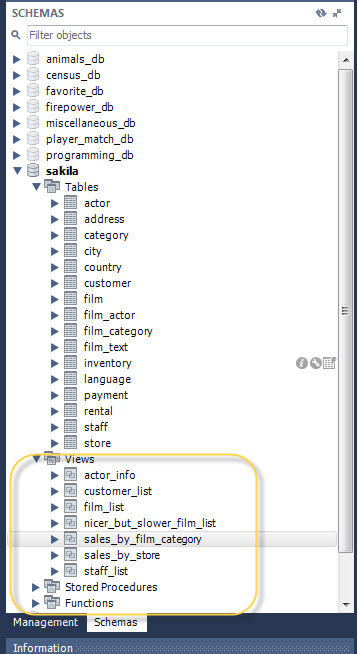 SCHEMAS
Filter objects
animals_db
census_db
favorite_db
firepower_db
miscellaneous_db
player_match_db
programming_db
sakila
Tables
actor
address
category
city
country
customer
film
film_actor
film_category
film_text
inventory
language
payment
rental
staff
store
Views
actor_info
customer_list
film_list
nicer_but_slower_film_list
sales_by_film_category
sales_by_store
staff_list
Stored Procedures
Functions
Management Schemas
Information